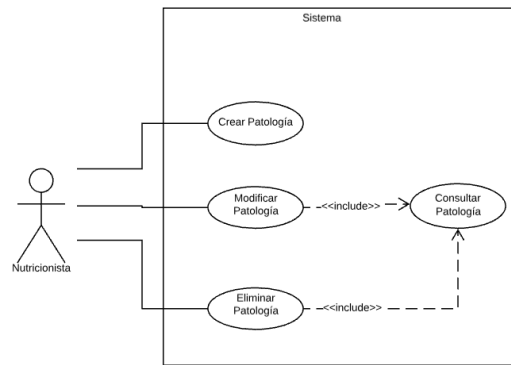 Sistema
Crear Patología
Modificar
Patología
<<include>>
Consultar
Patología
Nutricionista
Eliminar
Patología
<<include>>